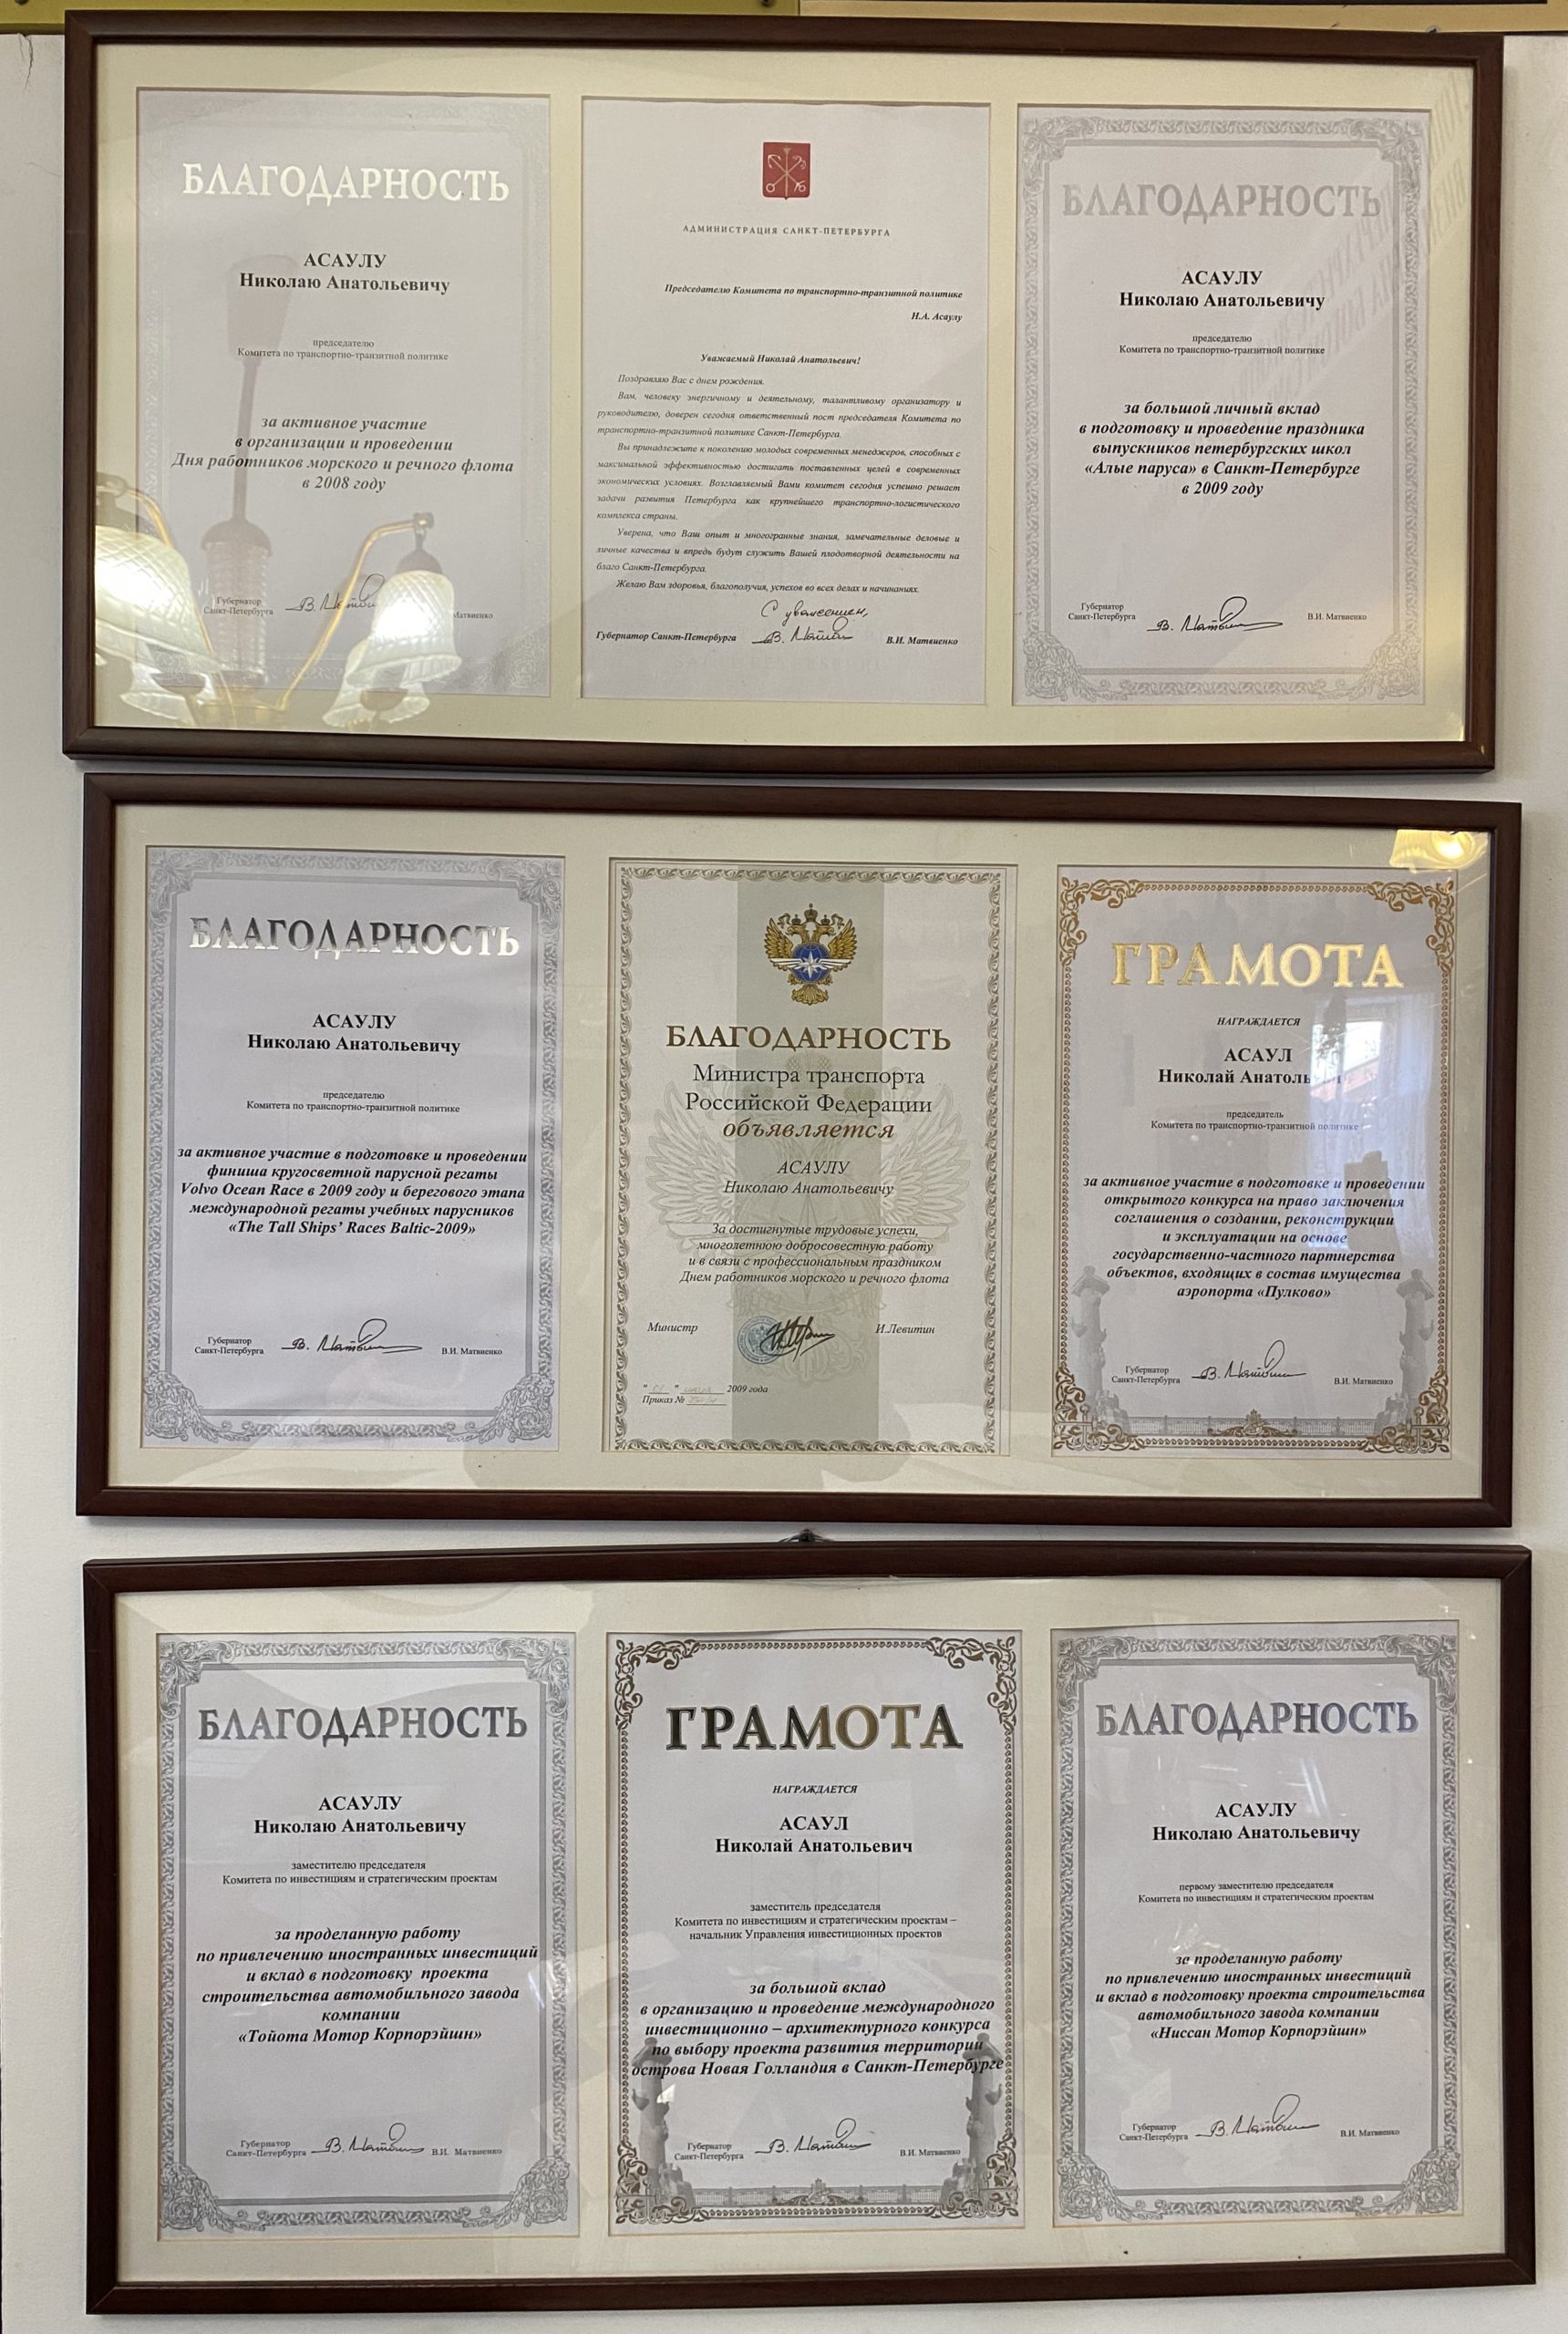 БЛАГОДАРНОСТЬ
АСАУЛУ
Николаю Анатольевичу
председателю
Комитета по транспортно-транзитной политике
за активное участие
в организации и проведении
Дня работников морского и речного флота
в 2008 году
Губернатор
Санкт-Петербурга
Матвиенко
АДМИНИСТРАЦИЯ САНКТ-ПЕТЕРБУРГА
Председателю Комитета по транспортно-транзитной политике
Н.А. Асаулу
Уважаемый Николай Анатольевич!
Поздравляю Вас с днем рождения.
Вам, человеку энергичному и деятельному, талантливому организатору и
руководителю, доверен сегодня ответственный пост председателя Комитета по
транспортно-транзитной политике Санкт-Петербурга.
Вы принадлежите к поколению молодых современных менеджеров, способных с
максимальной эффективностью достигать поставленных целей в современных
экономических условиях. Возглавляемый Вами комитет сегодня успешно решает
задачи развития Петербурга как крупнейшего транспортно-логистического
комплекса страны.
Уверена, что Ваш опыт и многогранные знания, замечательные деловые и
личные качества и впредь будут служить Вашей плодотворной деятельности на
благо Санкт-Петербурга.
Желаю Вам здоровья, благополучия, успехов во всех делах и начинаниях.
С уважением,
Губернатор Санкт-Петербурга В.И. Матвиенко
БЛАГОДАРНОСТЬ
АСАУЛУ
Николаю Анатольевичу
председателю
Комитета по транспортно-транзитной политике
за большой личный вклад
в подготовку и проведение праздника
выпускников петербургских школ
«Алые паруса» в Санкт-Петербурге
в 2009 году
Губернатор
Санкт-Петербурга В.И. Матвиенко
БЛАГОДАРНОСТЬ
АСАУЛУ
Николаю Анатольевичу
председателю
Комитета по транспортно-транзитной политике
за активное участие в подготовке и проведении
финиша кругосветной парусной регаты
Volvo Ocean Race в 2009 году и берегового этапа
международной регаты учебных парусников
«The Tall Ships’ Races Baltic-2009»
Губернатор
Санкт-Петербурга В.И. Матвиенко
БЛАГОДАРНОСТЬ
Министра транспорта
Российской Федерации
объявляется
АСАУЛУ
Николаю Анатольевичу
За достигнутые трудовые успехи,
многолетнюю добросовестную работу
и в связи с профессиональным праздником
Днем работников морского и речного флота
Министр И.Левитин
2009 года
Приказ №
ГРАМОТА
НАГРАЖДАЕТСЯ
АСАУЛ
Николай
председатель
Комитета по транспортно-транзитной политике
за активное участие в подготовке и проведении
открытого конкурса на право заключения
соглашения о создании, реконструкции
и эксплуатации на основе
государственно-частного партнерства
объектов, входящих в состав имущества
аэропорта «Пулково»
Губернатор
Санкт-Петербурга В.И. Матвиенко
БЛАГОДАРНОСТЬ
АСАУЛУ
Николаю Анатольевичу
заместителю председателя
Комитета по инвестициям и стратегическим проектам
за проделанную работу
по привлечению иностранных инвестиций
и вклад в подготовку проекта
строительства автомобильного завода
компании
«Тойота Мотор Корпорэйшн»
Губернатор
Санкт-Петербурга В.И. Матвиенко
ГРАМОТА
НАГРАЖДАЕТСЯ
АСАУЛ
Николай Анатольевич
заместитель председателя
Комитета по инвестициям и стратегическим проектам –
начальник Управления инвестиционных проектов
за большой вклад
в организацию и проведение международного
инвестиционно – архитектурного конкурса
по выбору проекта развития территории
острова Новая Голландия в Санкт-Петербурге
Губернатор
Санкт-Петербурга В.И. Матвиенко
БЛАГОДАРНОСТЬ
АСАУЛУ
Николаю Анатольевичу
первому заместителю председателя
Комитета по инвестициям и стратегическим проектам
за проделанную работу
по привлечению иностранных инвестиций
и вклад в подготовку проекта строительства
автомобильного завода компании
«Ниссан Мотор Корпорэйшн»
Губернатор
Санкт-Петербурга В.И. Матвиенко